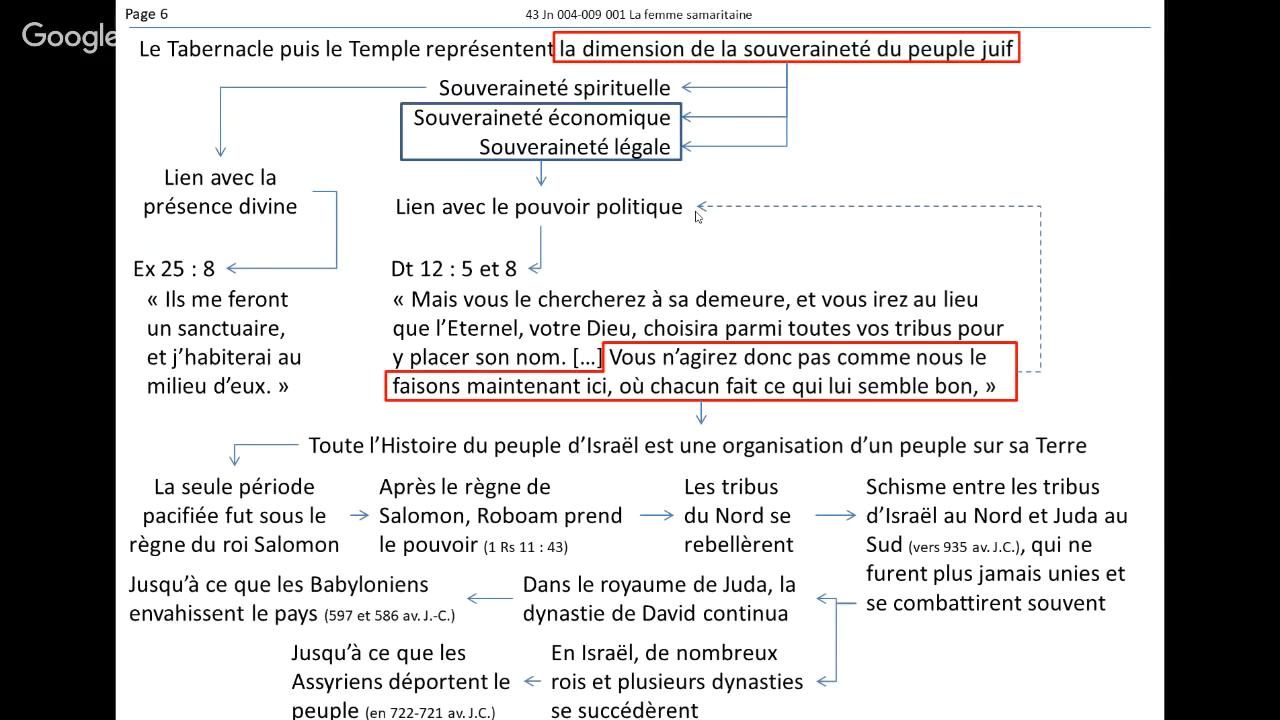 Page 6
43 Jn 004-009 001 La femme samaritaine
Google
Le Tabernacle puis le Temple représentent la dimension de la souveraineté du peuple juif
Souveraineté spirituelle
Souveraineté économique
Souveraineté légale
Lien avec la
présence divine
Lien avec le pouvoir politique
Ex 25 : 8
« Ils me feront
un sanctuaire,
et j’habiterai au
milieu d’eux. »
Dt 12 : 5 et 8
« Mais vous le chercherez à sa demeure, et vous irez au lieu
que l’Eternel, votre Dieu, choisira parmi toutes vos tribus pour
y placer son nom. […] Vous n’agirez donc pas comme nous le
faisons maintenant ici, où chacun fait ce qui lui semble bon, »
Toute l’Histoire du peuple d’Israël est une organisation d’un peuple sur sa Terre
La seule période
pacifiée fut sous le
règne du roi Salomon
Après le règne de
Salomon, Roboam prend
le pouvoir (1 Rs 11 : 43)
Les tribus
du Nord se
rebellèrent
Schisme entre les tribus
d’Israël au Nord et Juda au
Sud (vers 935 av. J.C.), qui ne
furent plus jamais unies et
se combattirent souvent
Dans le royaume de Juda, la
dynastie de David continua
Jusqu’à ce que les Babyloniens
envahissent le pays (597 et 586 av. J.-C.)
En Israël, de nombreux
rois et plusieurs dynasties
se succédèrent
Jusqu’à ce que les
Assyriens déportent le
peuple (en 722-721 av. J.C.)